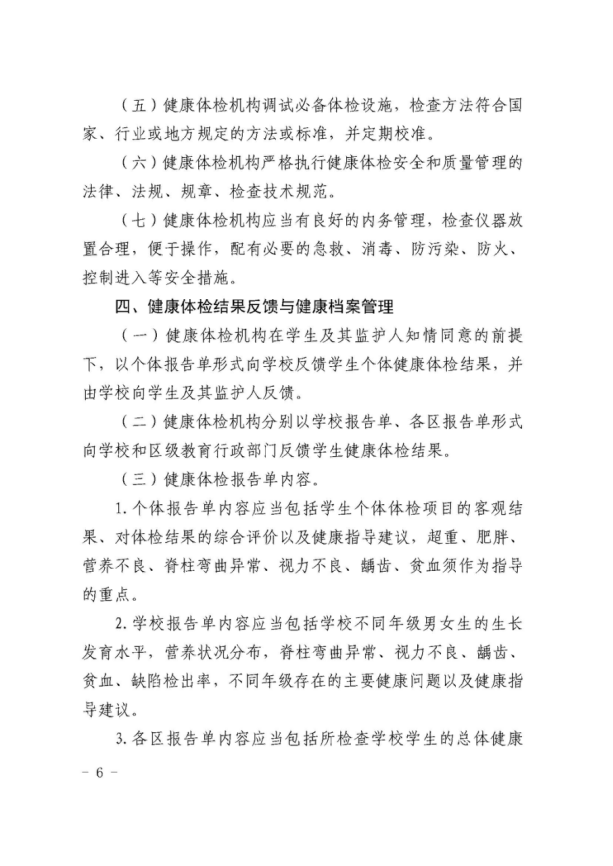 （五）健康体检机构调试必备体检设施，检查方法符合国
家、行业或地方规定的方法或标准，并定期校准。
（六）健康体检机构严格执行健康体检安全和质量管理的
法律、法规、规章、检查技术规范。
（七）健康体检机构应当有良好的内务管理，检查仪器放
置合理，便于操作，配有必要的急救、消毒、防污染、防火、
控制进入等安全措施。
四、健康体检结果反馈与健康档案管理
（一）健康体检机构在学生及其监护人知情同意的前提
下，以个体报告单形式向学校反馈学生个体健康体检结果，并
由学校向学生及其监护人反馈。
（二）健康体检机构分别以学校报告单、各区报告单形式
向学校和区级教育行政部门反馈学生健康体检结果。
（三）健康体检报告单内容。
1.个体报告单内容应当包括学生个体体检项目的客观结
果、对体检结果的综合评价以及健康指导建议，超重、肥胖、
营养不良、脊柱弯曲异常、视力不良、龋齿、贫血须作为指导
的重点。
2.学校报告单内容应当包括学校不同年级男女生的生长
发育水平，营养状况分布，脊柱弯曲异常、视力不良、龋齿、
贫血、缺陷检出率，不同年级存在的主要健康问题以及健康指
导建议。
3.各区报告单内容应当包括所检查学校学生的总体健康
- 6 -